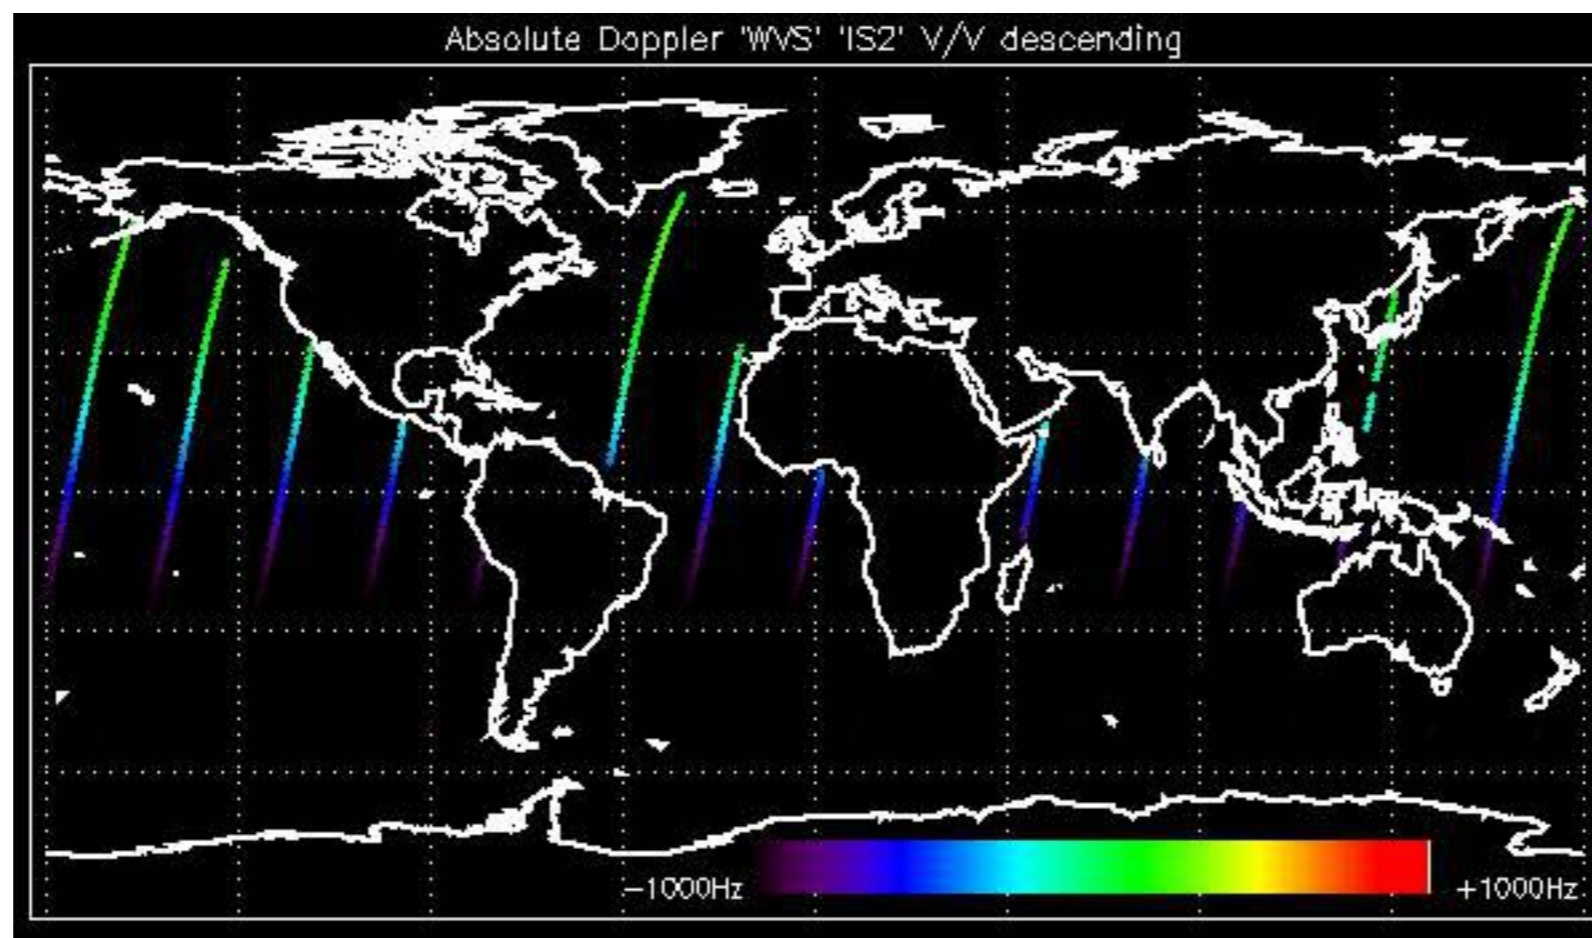 Absolute Doppler 'WVS' 'IS2' V/V descending
−1000Hz
+1000Hz